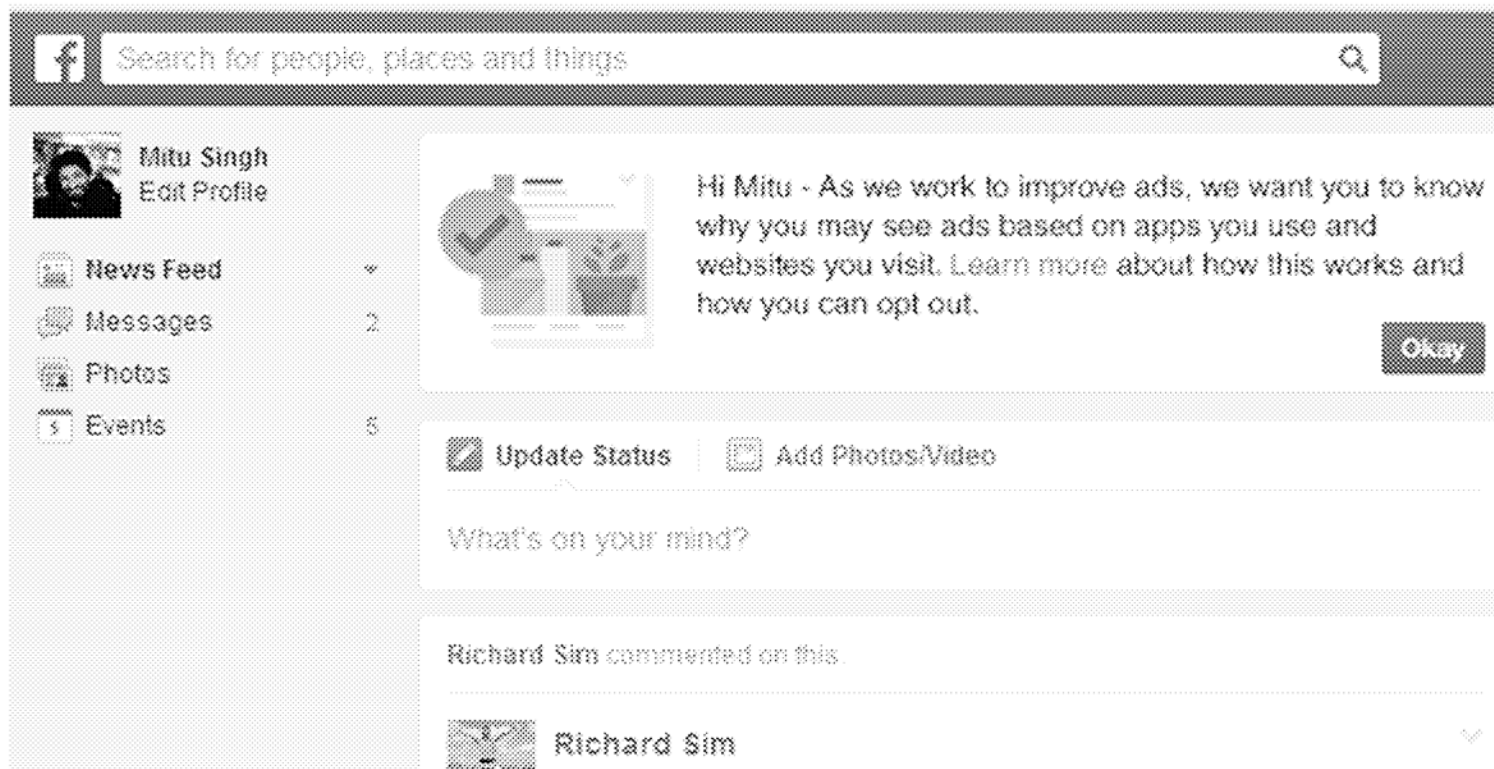 f
Search for people, places and things
Mitu Singh
Edit Profile
News Feed
Messages 2
Photos
Events 5
Hi Mitu - As we work to improve ads, we want you to know
why you may see ads based on apps you use and
websites you visit. Learn more about how this works and
how you can opt out.
Okay
Update Status
Add Photos/Video
What's on your mind?
Richard Sim commented on this.
Richard Sim